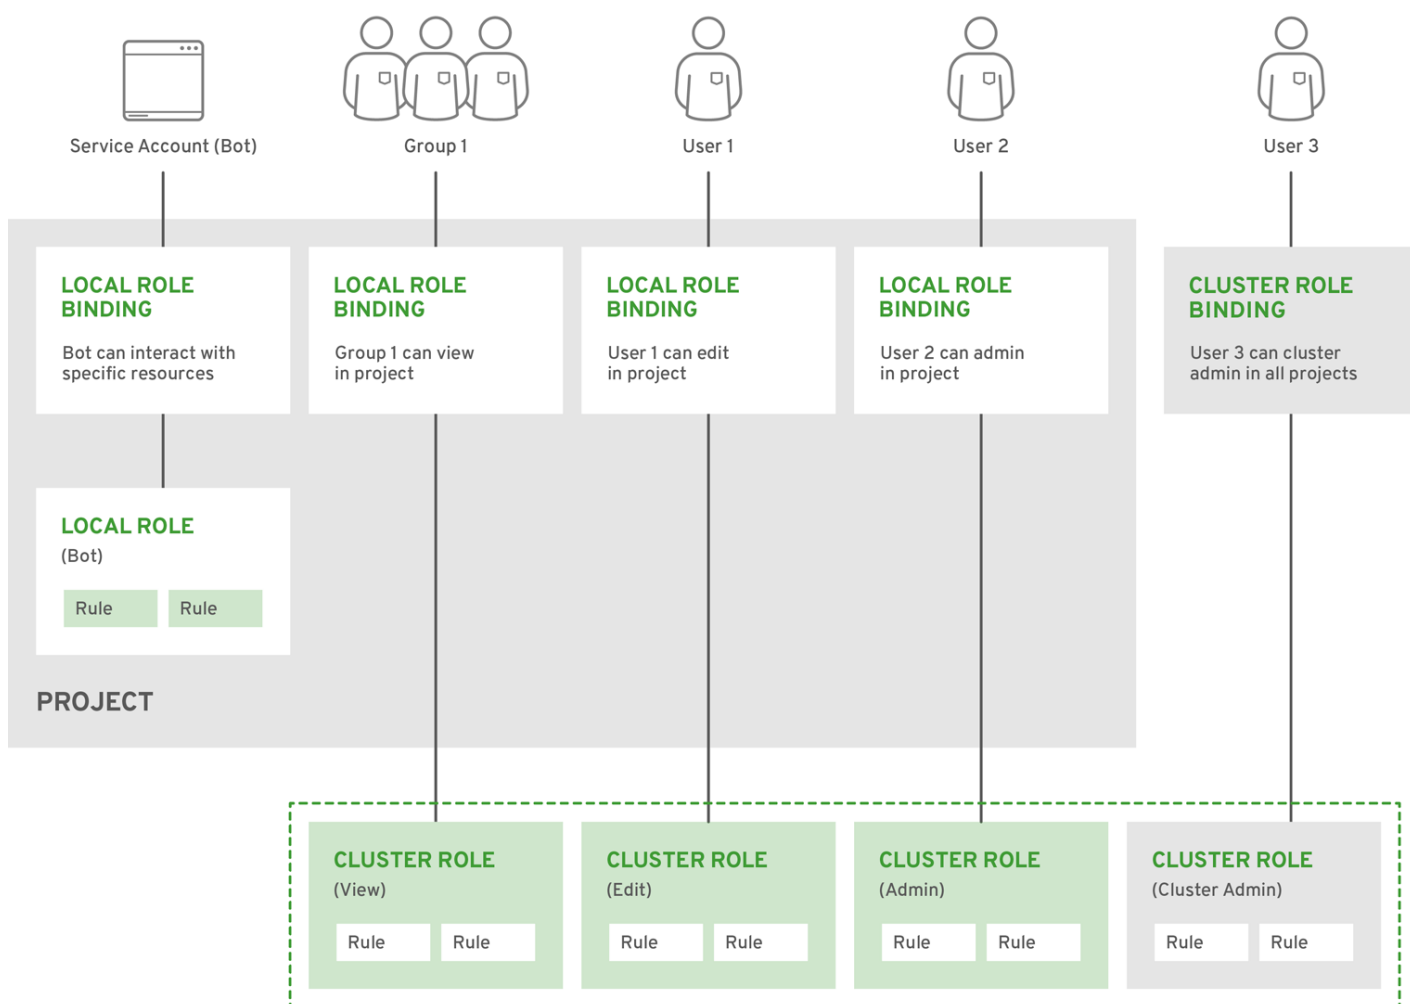 Service Account (Bot)
Group 1
User 1
User 2
User 3
LOCAL ROLE
BINDING
Bot can interact with
specific resources
LOCAL ROLE
BINDING
Group 1 can view
in project
LOCAL ROLE
BINDING
User 1 can edit
in project
LOCAL ROLE
BINDING
User 2 can admin
in project
CLUSTER ROLE
BINDING
User 3 can cluster
admin in all projects
LOCAL ROLE
(Bot)
Rule
Rule
PROJECT
CLUSTER ROLE
(View)
Rule
Rule
CLUSTER ROLE
(Edit)
Rule
Rule
CLUSTER ROLE
(Admin)
Rule
Rule
CLUSTER ROLE
(Cluster Admin)
Rule
Rule